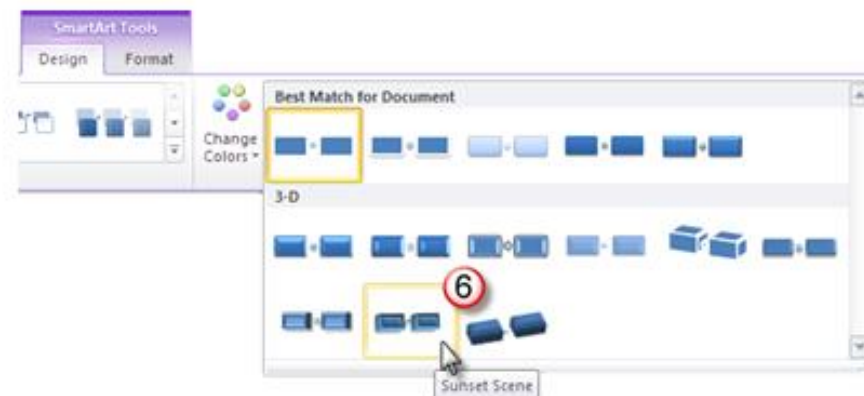 SmartArt Tools
Design Format
Change
Colors
Best Match for Document
3-D
6
Sunset Scene